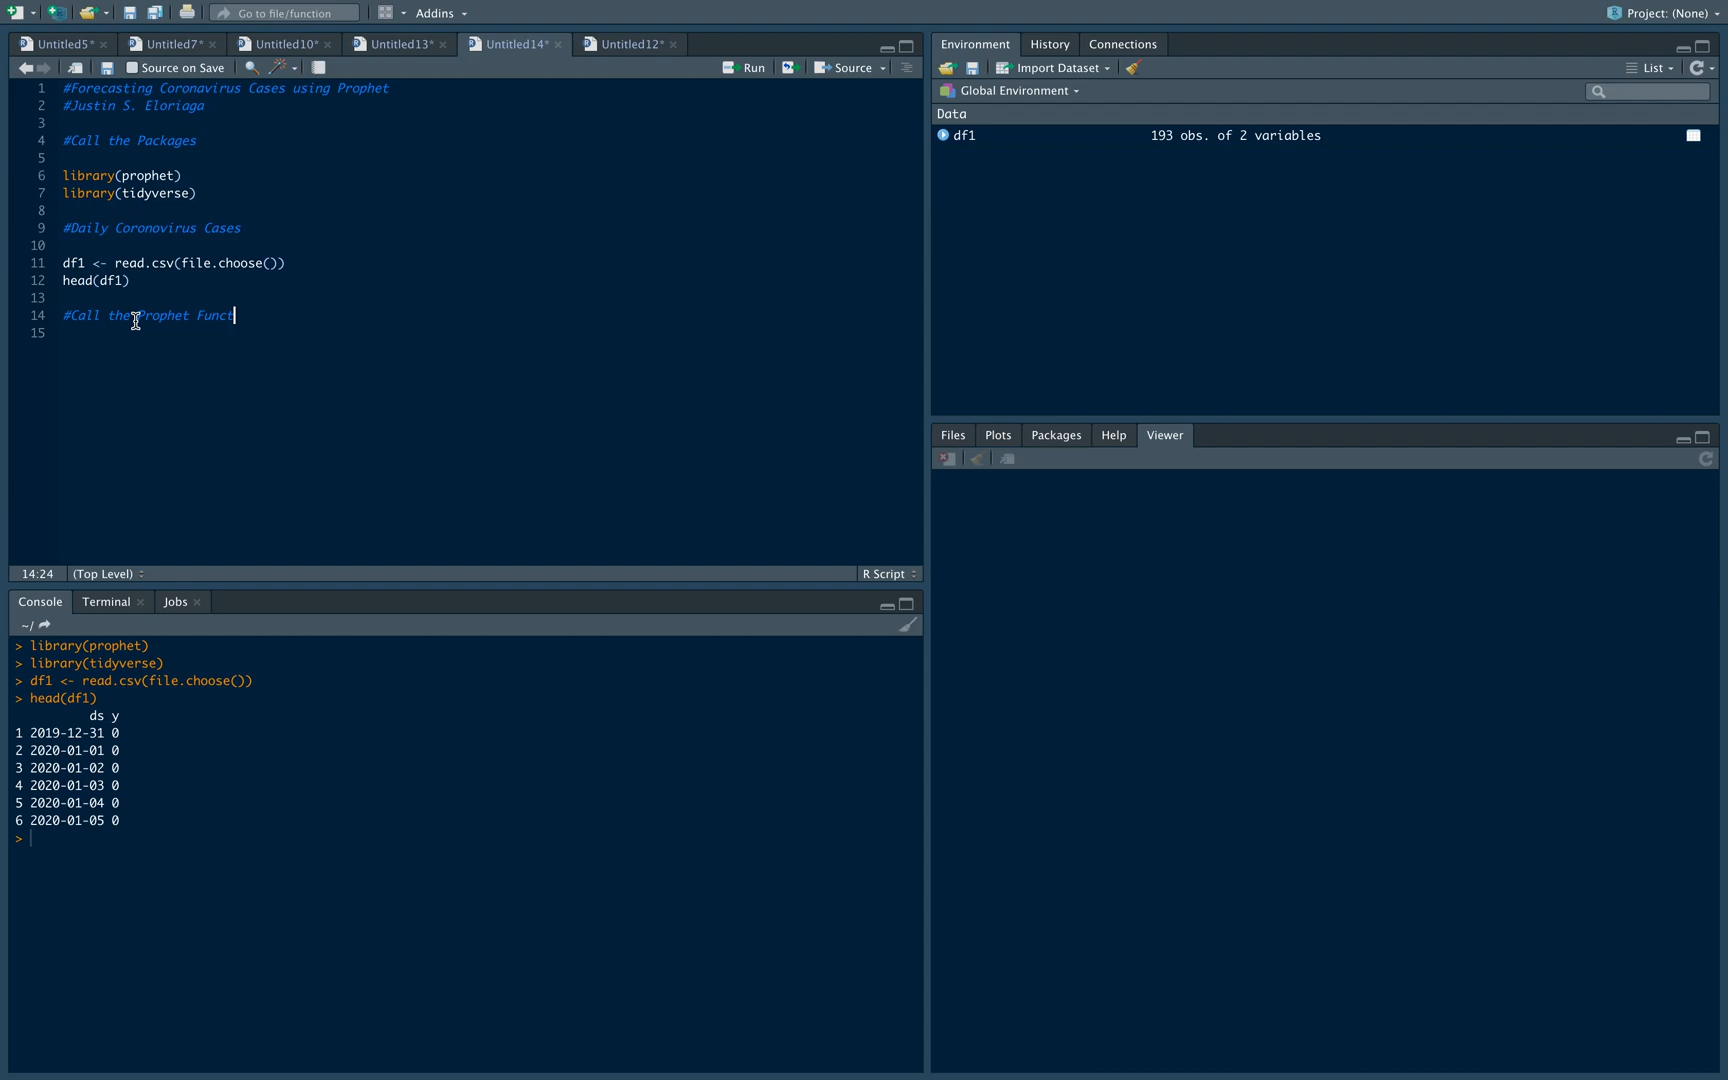 Go to file/function
Addins
Project: (None)
Untitled5*
Untitled7*
Untitled10*
Untitled13*
Untitled14*
Untitled12*
Source on Save
Run
Source
1 #Forecasting Coronavirus Cases using Prophet
2 #Justin S. Eloriaga
3
4 #Call the Packages
5
6 library(prophet)
7 library(tidyverse)
8
9 #Daily Coronovirus Cases
10
11 df1 <- read.csv(file.choose())
12 head(df1)
13
14 #Call the Prophet Funct
15
14:24
(Top Level)
R Script
Console
Terminal
Jobs
~/
> library(prophet)
> library(tidyverse)
> df1 <- read.csv(file.choose())
> head(df1)
ds y
1 2019-12-31 0
2 2020-01-01 0
3 2020-01-02 0
4 2020-01-03 0
5 2020-01-04 0
6 2020-01-05 0
>
Environment
History
Connections
Import Dataset
List
Global Environment
Data
df1 193 obs. of 2 variables
Files
Plots
Packages
Help
Viewer